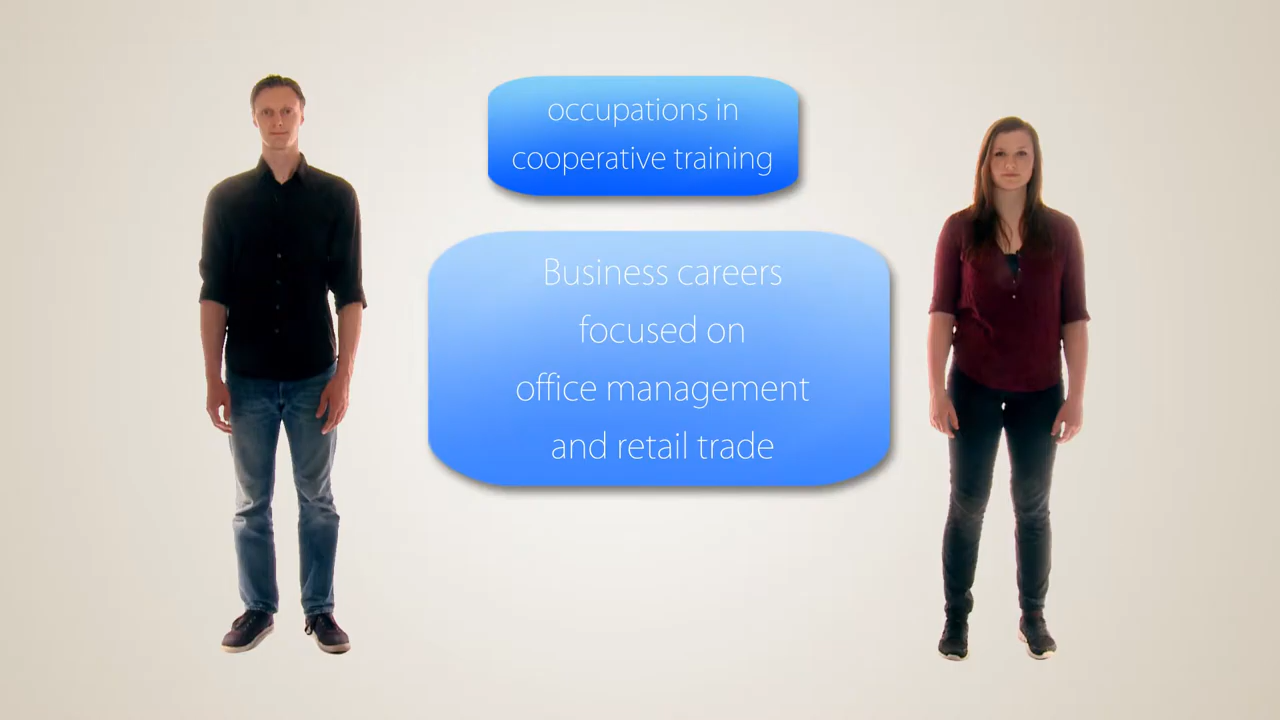 occupations in
cooperative training
Business careers
focused on
office management
and retail trade